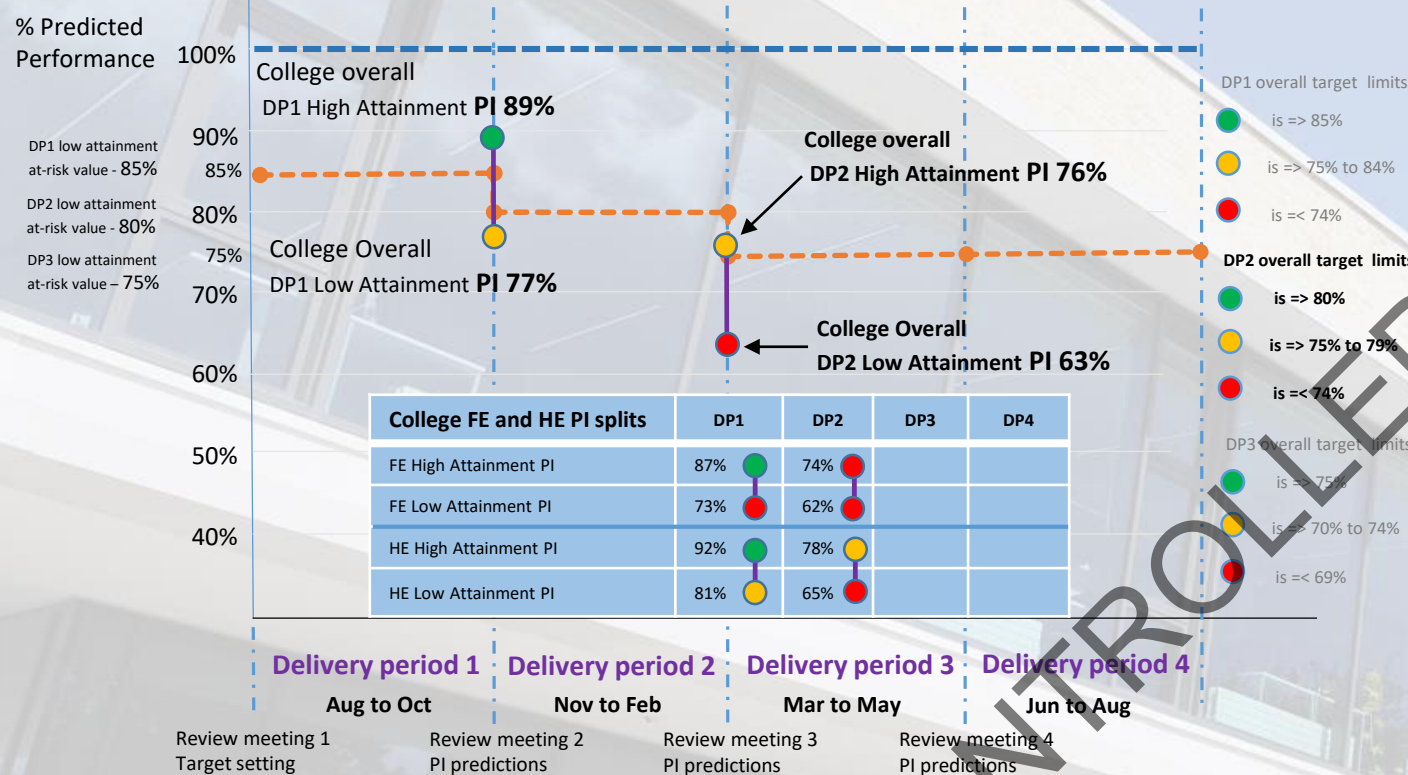 % Predicted
Performance
100%
90%
85%
80%
75%
70%
60%
50%
40%
DP1 low attainment
at-risk value - 85%
DP2 low attainment
at-risk value - 80%
DP3 low attainment
at-risk value – 75%
College overall
DP1 High Attainment PI 89%
College Overall
DP1 Low Attainment PI 77%
College overall
DP2 High Attainment PI 76%
College Overall
DP2 Low Attainment PI 63%
DP1 overall target limits
is => 85%
is => 75% to 84%
is =< 74%
DP2 overall target limits
is => 80%
is => 75% to 79%
is =< 74%
DP3 overall target limits
is => 75%
is => 70% to 74%
is =< 69%
College FE and HE PI splits DP1 DP2 DP3 DP4
FE High Attainment PI 87% 74%
FE Low Attainment PI 73% 62%
HE High Attainment PI 92% 78%
HE Low Attainment PI 81% 65%
Delivery period 1 Delivery period 2 Delivery period 3 Delivery period 4
Aug to Oct Nov to Feb Mar to May Jun to Aug
Review meeting 1 Review meeting 2 Review meeting 3 Review meeting 4
Target setting PI predictions PI predictions PI predictions